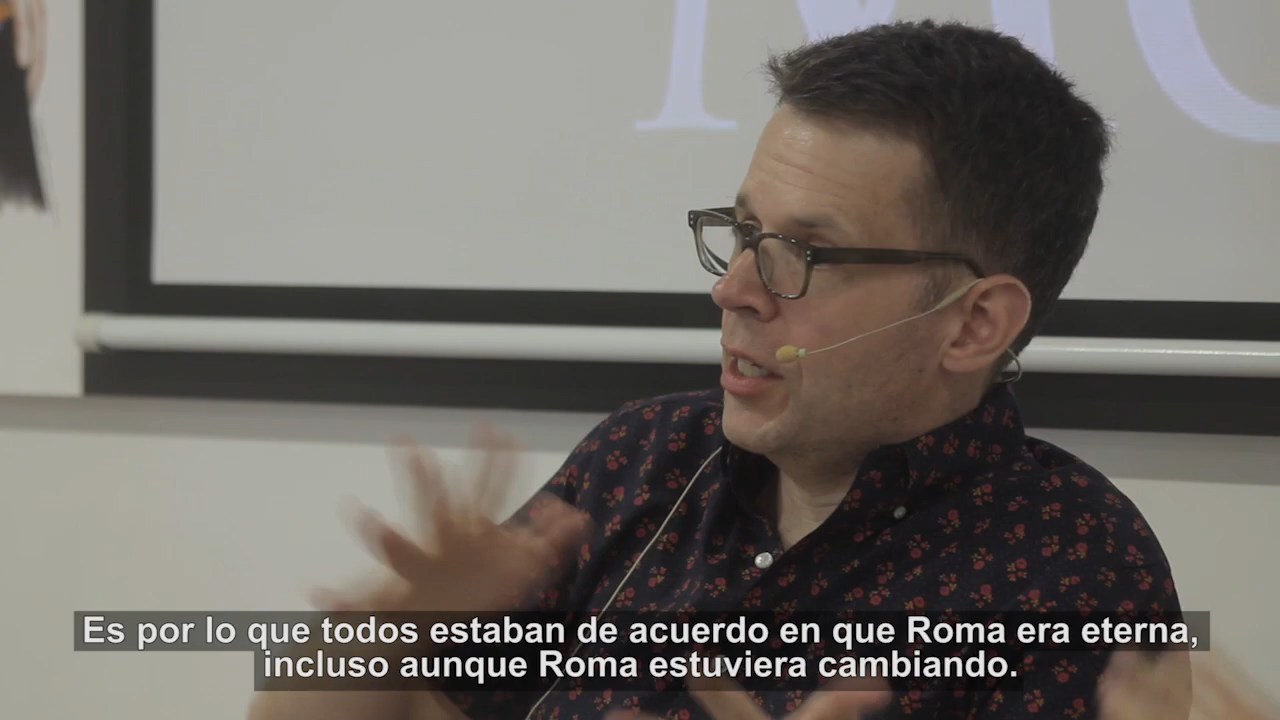 Es por lo que todos estaban de acuerdo en que Roma era eterna,
incluso aunque Roma estuviera cambiando.